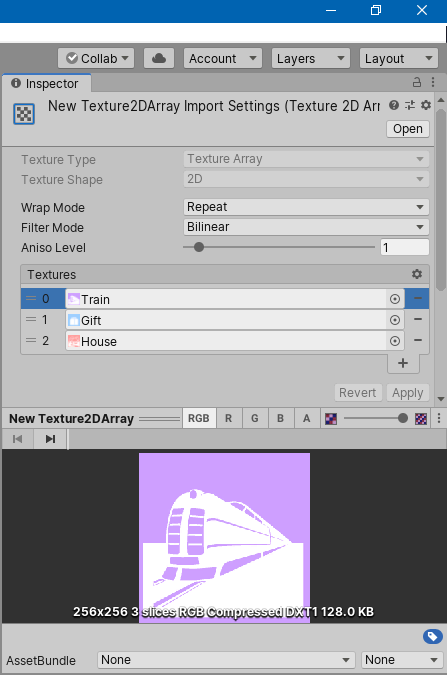 Collab Account Layers Layout
Inspector
New Texture2DArray Import Settings (Texture 2D Arr
Open
Texture Type Texture Array
Texture Shape 2D
Wrap Mode Repeat
Filter Mode Bilinear
Aniso Level 1
Textures
0 Train
1 Gift
2 House
Revert Apply
New Texture2DArray RGB R G B A
256x256 3 slices RGB Compressed DXT1 128.0 KB
AssetBundle None None